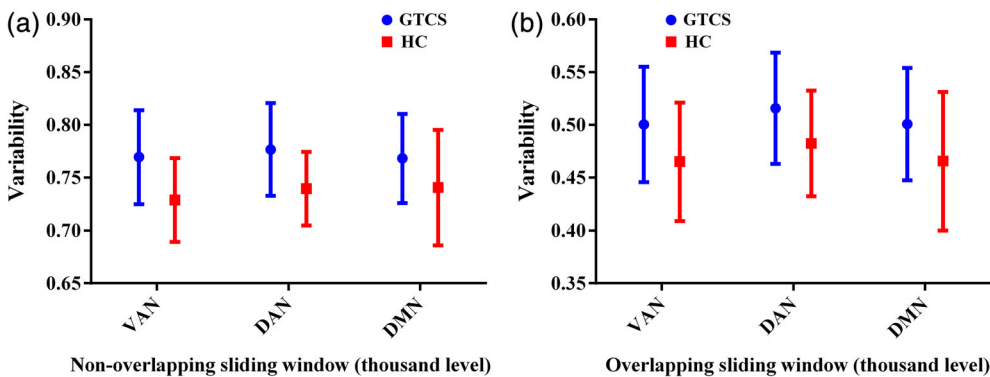 (a)
GTCS
HC
Variability
0.90
0.85
0.80
0.75
0.70
0.65
VAN
DAN
DMN
Non-overlapping sliding window (thousand level)
(b)
GTCS
HC
Variability
0.60
0.55
0.50
0.45
0.40
0.35
VAN
DAN
DMN
Overlapping sliding window (thousand level)